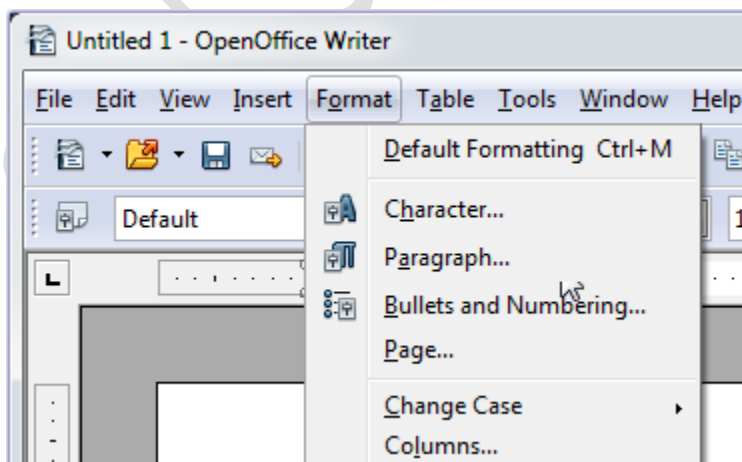 Untitled 1 - OpenOffice Writer
File Edit View Insert Format Table Tools Window Help
Default Formatting Ctrl+M
Default
Character...
Paragraph...
Bullets and Numbering...
Page...
Change Case
Columns...